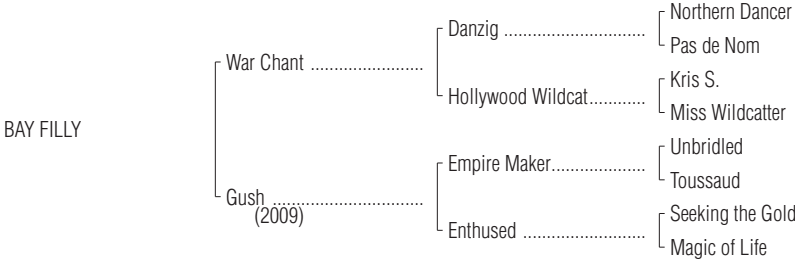 Northern Dancer
Danzig ..............................
Pas de Nom
War Chant ........................
Kris S.
Hollywood Wildcat............
Miss Wildcatter
BAY FILLY
Unbridled
Empire Maker....................
Toussaud
Gush ................................
(2009)
Seeking the Gold
Enthused ..........................
Magic of Life